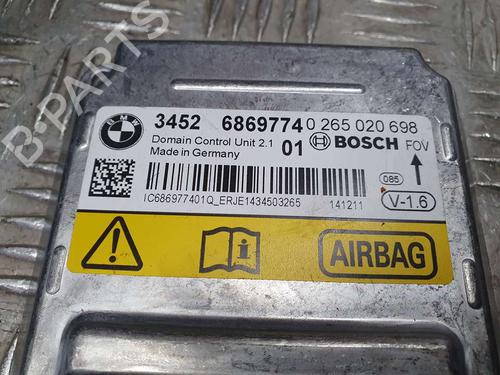 B-PARTS
BMW
3452 6869774 0 265 020 698
Domain Control Unit 2.1 01 BOSCH FOV
Made in Germany
085
IC686977401Q_ERJE1434503265 141211
V-1.6
AIRBAG